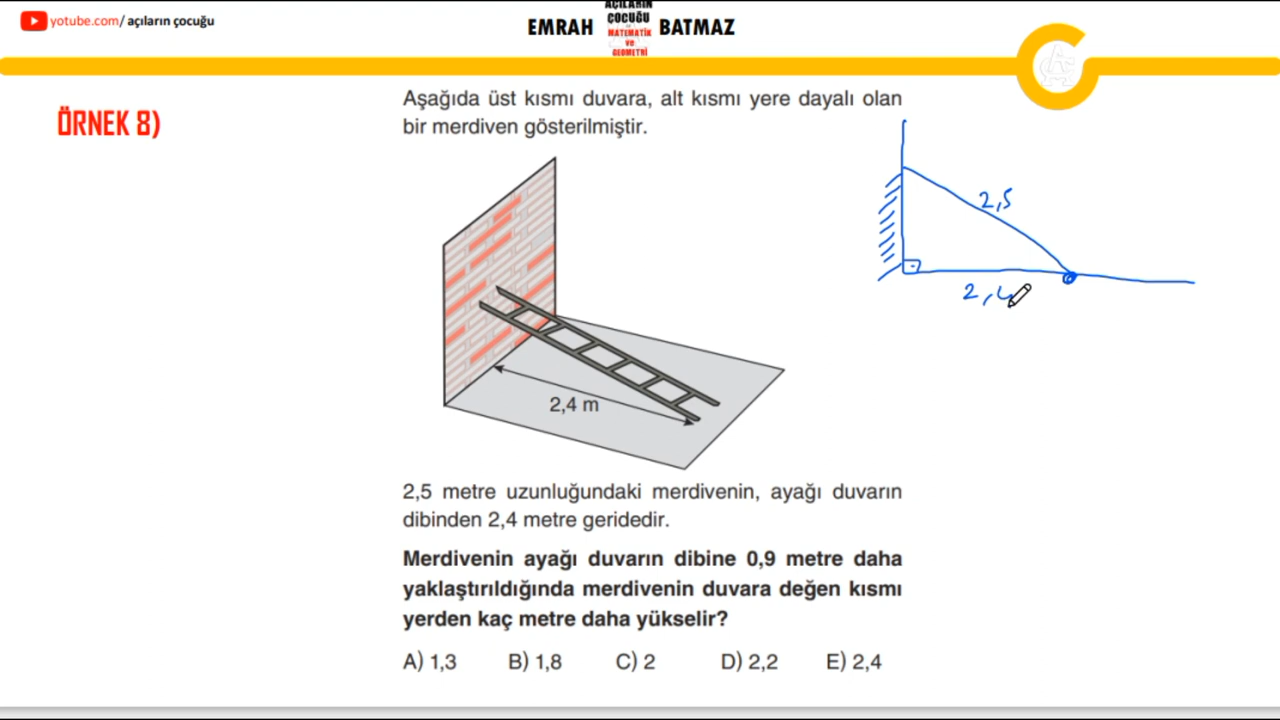 yotube.com/ açıların çocuğu
EMRAH
AÇILARIN
ÇOCUĞU
MATEMATİK
ve
GEOMETRİ
BATMAZ
ÖRNEK 8)
Aşağıda üst kısmı duvara, alt kısmı yere dayalı olan
bir merdiven gösterilmiştir.
2,5
2,4
2,4 m
2,5 metre uzunluğundaki merdivenin, ayağı duvarın
dibinden 2,4 metre geridedir.
Merdivenin ayağı duvarın dibine 0,9 metre daha
yaklaştırıldığında merdivenin duvara değen kısmı
yerden kaç metre daha yükselir?
A) 1,3 B) 1,8 C) 2 D) 2,2 E) 2,4